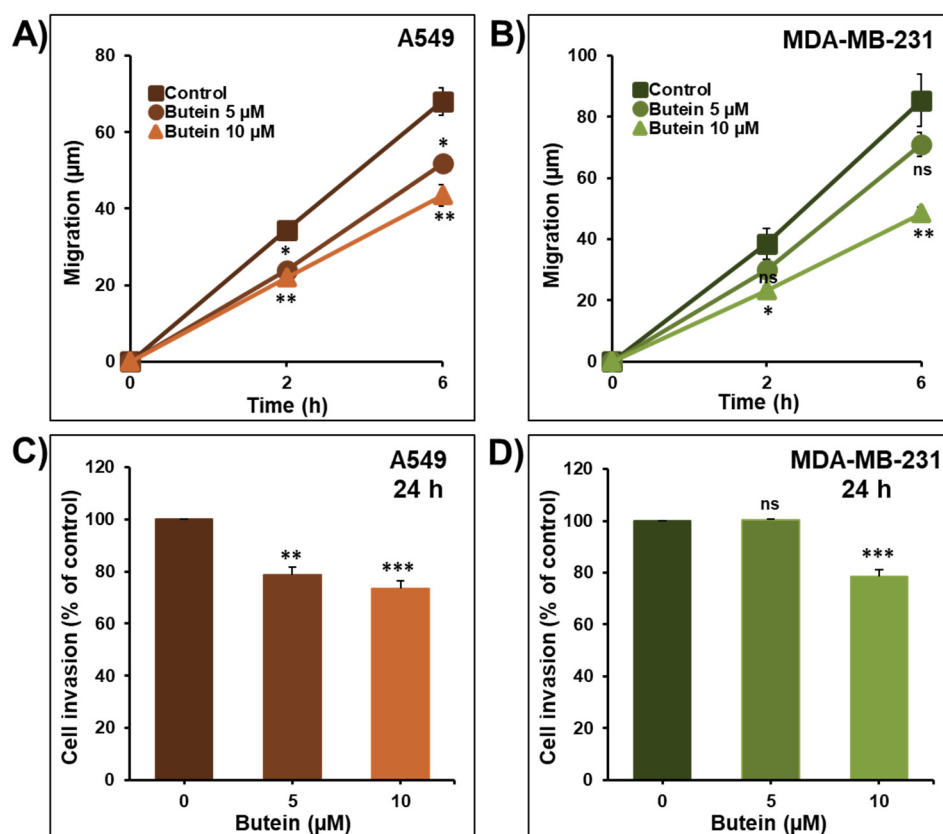 A)
A549
80
60
40
20
0
Migration (µm)
Control
Butein 5 µM
Butein 10 µM
*
**
*
**
0
2
6
Time (h)
B)
MDA-MB-231
100
80
60
40
20
0
Migration (µm)
Control
Butein 5 µM
Butein 10 µM
ns
*
ns
**
0
2
6
Time (h)
C)
A549
24 h
120
100
80
60
40
20
0
Cell invasion (% of control)
**
***
0
5
10
Butein (µM)
D)
MDA-MB-231
24 h
120
100
80
60
40
20
0
Cell invasion (% of control)
ns
***
0
5
10
Butein (µM)